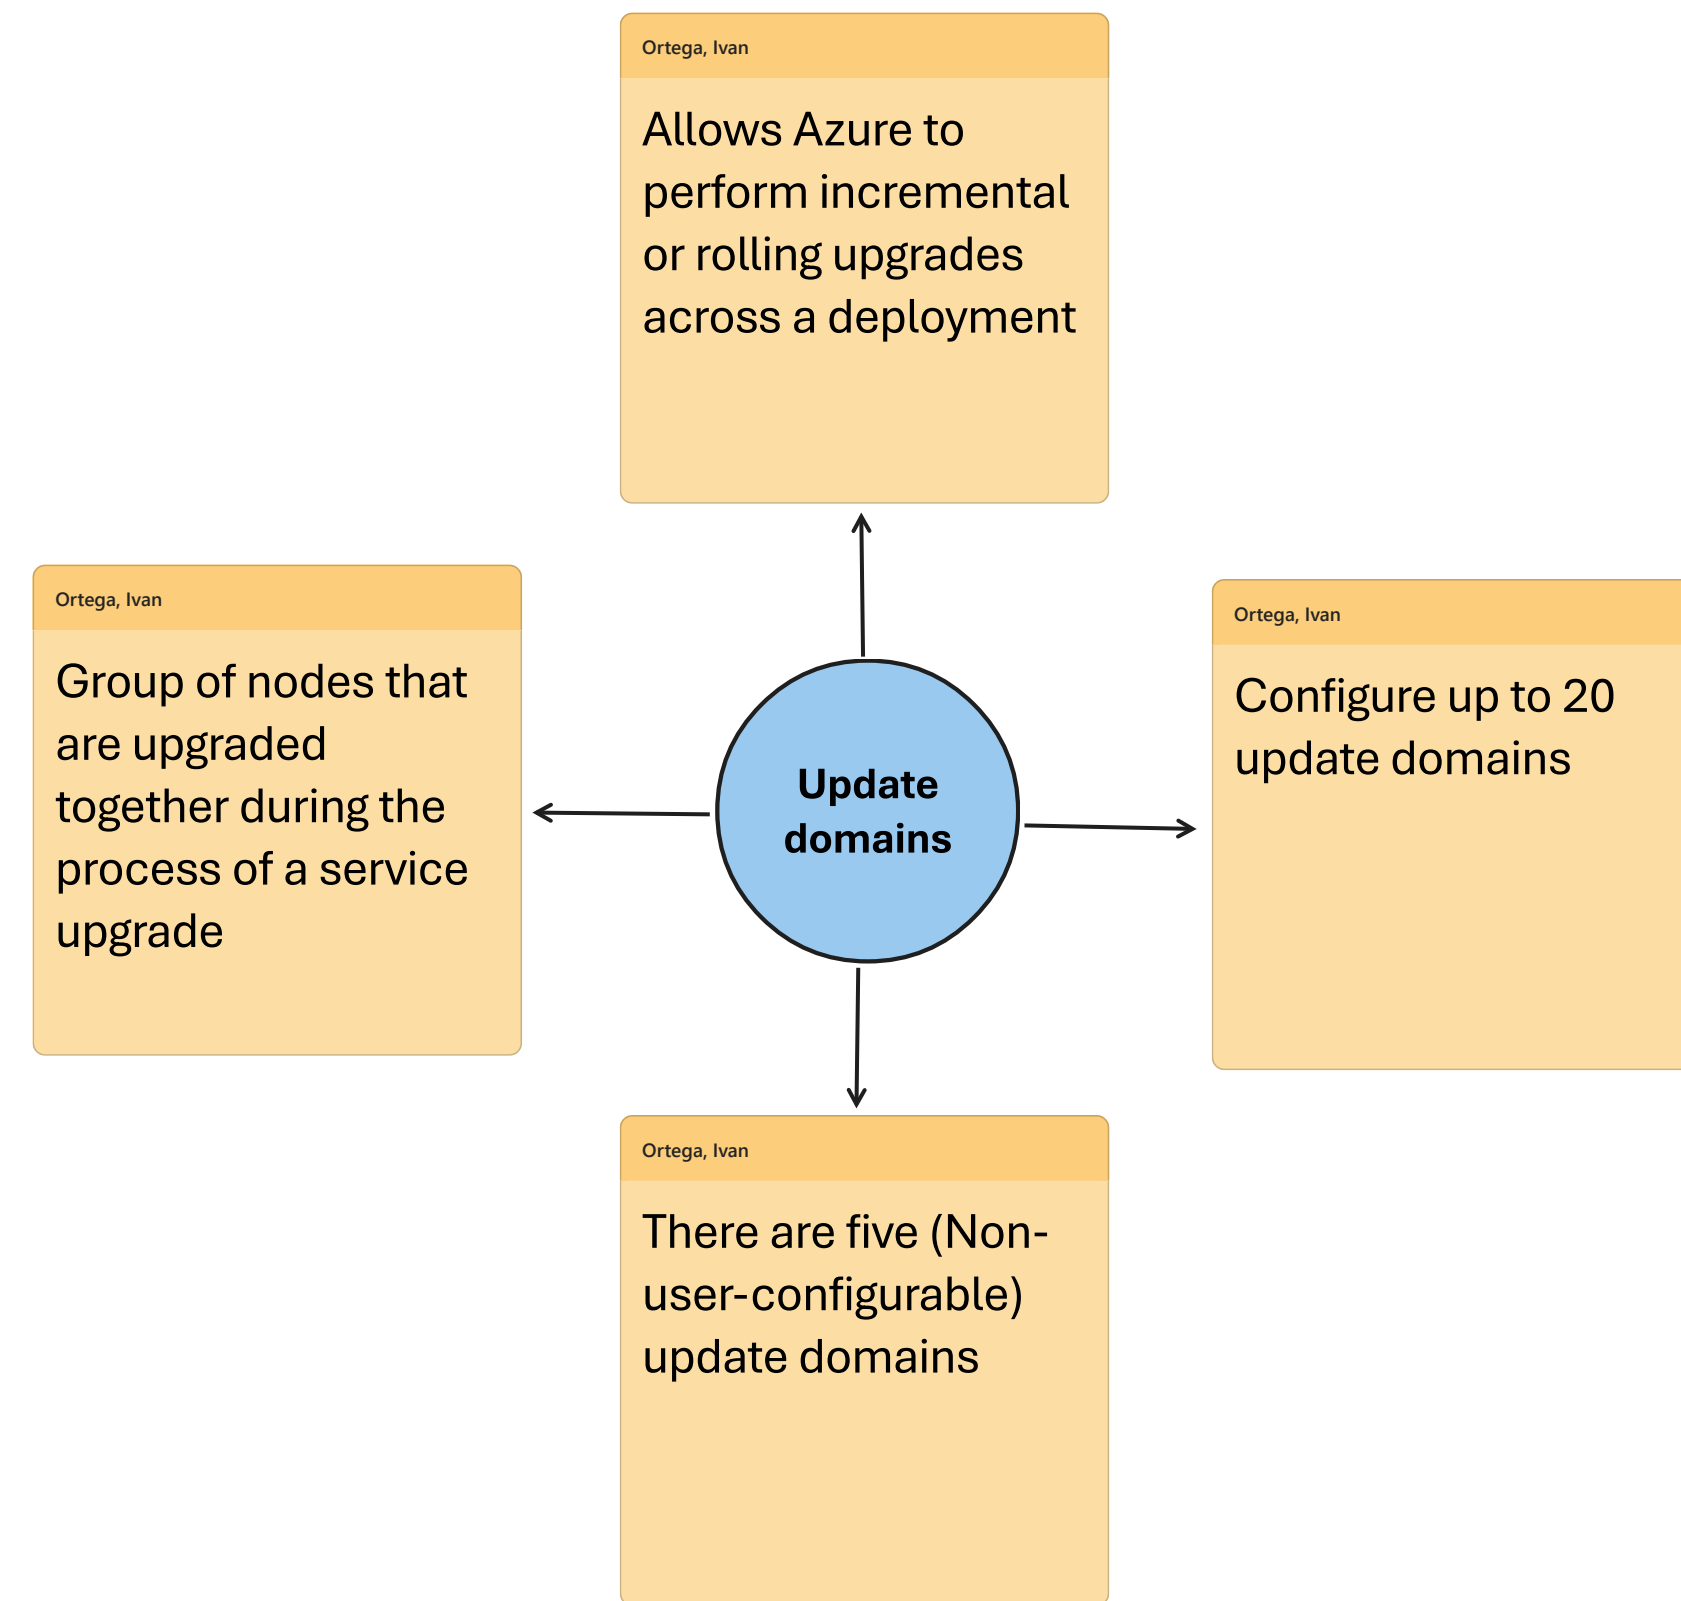 Ortega, Ivan
Allows Azure to
perform incremental
or rolling upgrades
across a deployment
Ortega, Ivan
Group of nodes that
are upgraded
together during the
process of a service
upgrade
Update
domains
Ortega, Ivan
Configure up to 20
update domains
Ortega, Ivan
There are five (Non-
user-configurable)
update domains